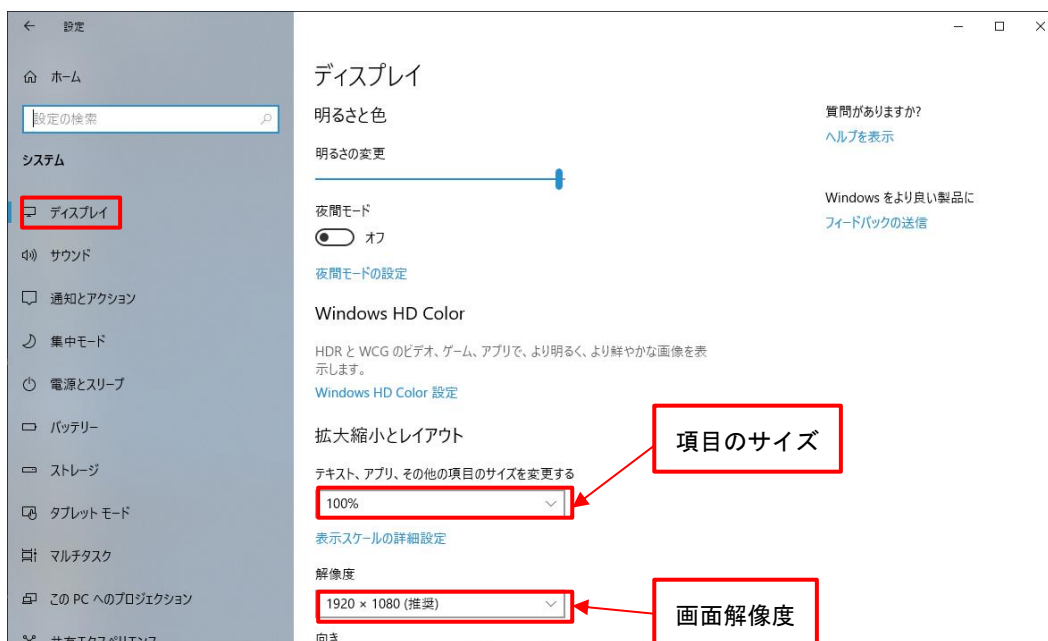 設定
ホーム
設定の検索
システム
ディスプレイ
サウンド
通知とアクション
集中モード
電源とスリープ
バッテリー
ストレージ
タブレット モード
マルチタスク
この PC へのプロジェクション
共有エクスペリエンス
ディスプレイ
明るさと色
明るさの変更
夜間モード
オフ
夜間モードの設定
Windows HD Color
HDR と WCG のビデオ、ゲーム、アプリで、より明るく、より鮮やかな画像を表
示します。
Windows HD Color 設定
拡大縮小とレイアウト
テキスト、アプリ、その他の項目のサイズを変更する
100%
表示スケールの詳細設定
解像度
1920 × 1080 (推奨)
向き
項目のサイズ
画面解像度
質問がありますか?
ヘルプを表示
Windows をより良い製品に
フィードバックの送信